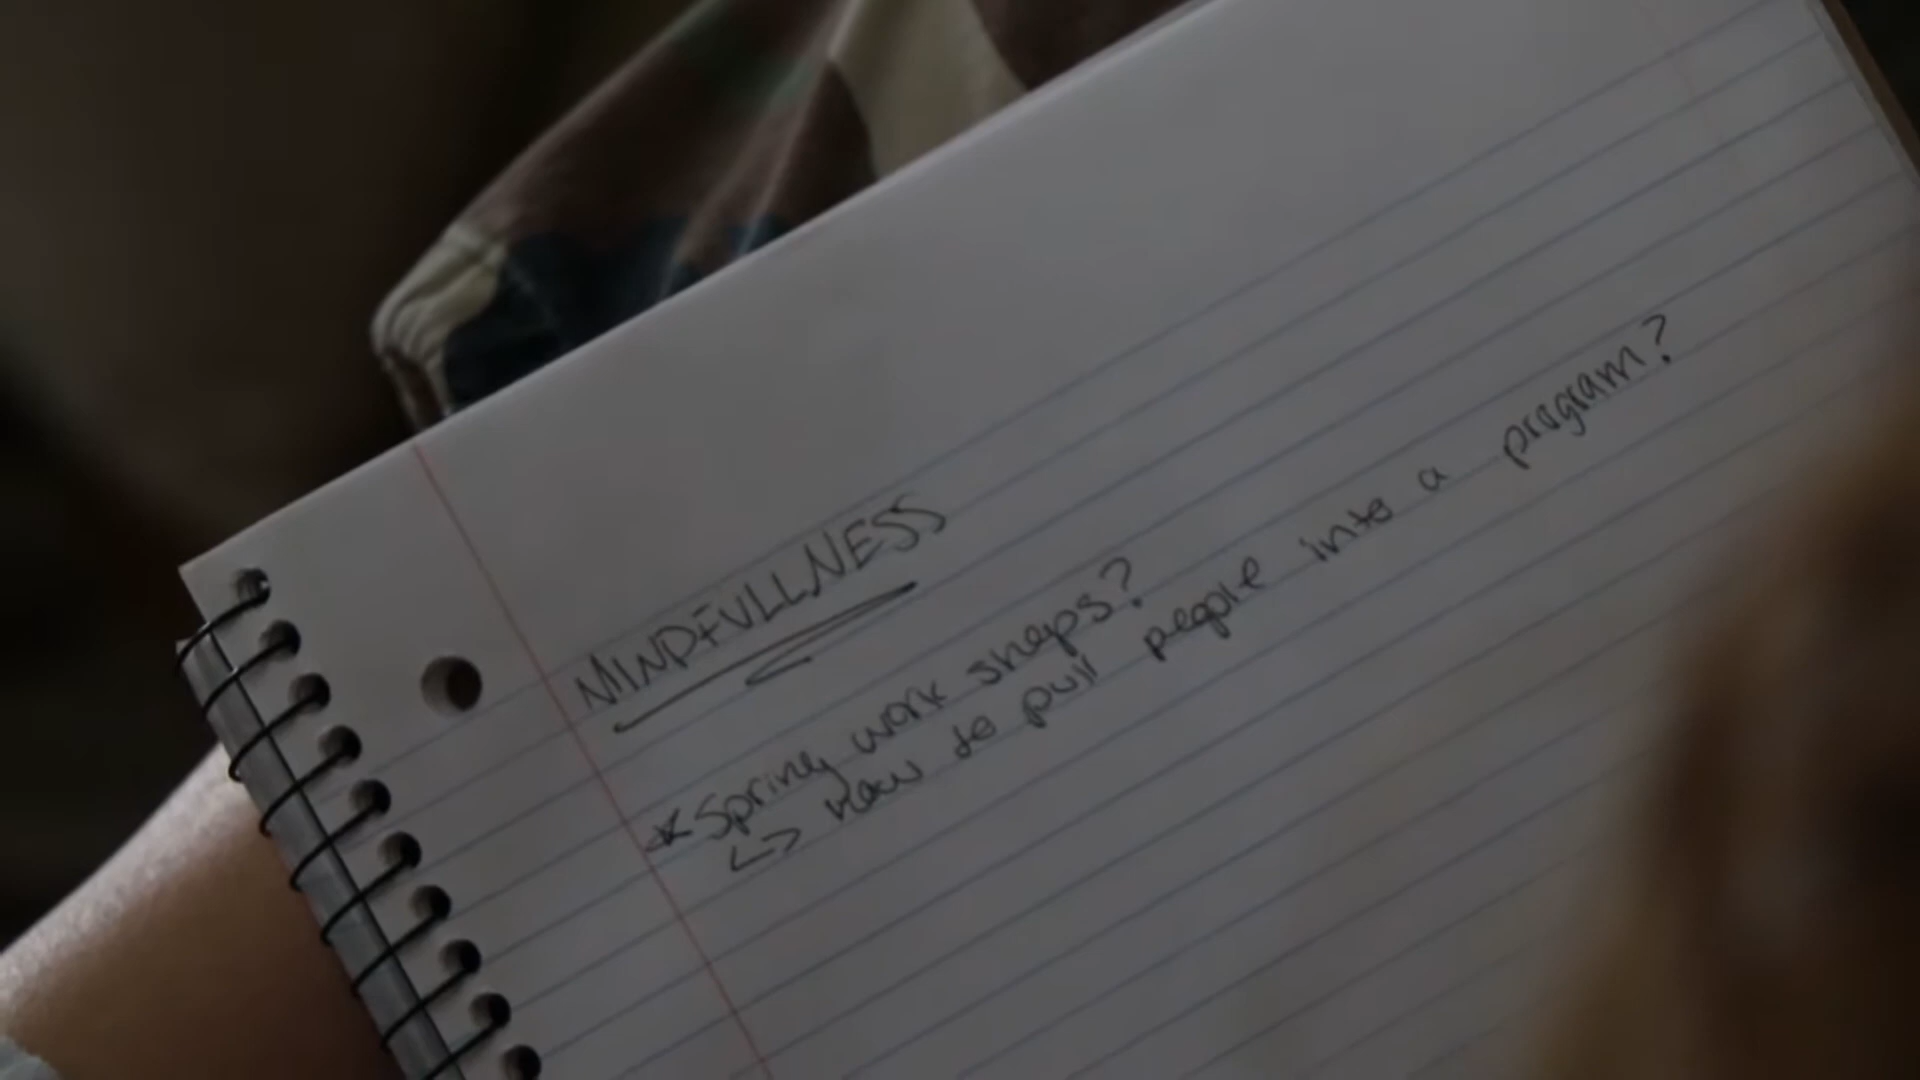 MINDFULLNESS
* Spring work shops?
↳ How to pull people into a program?